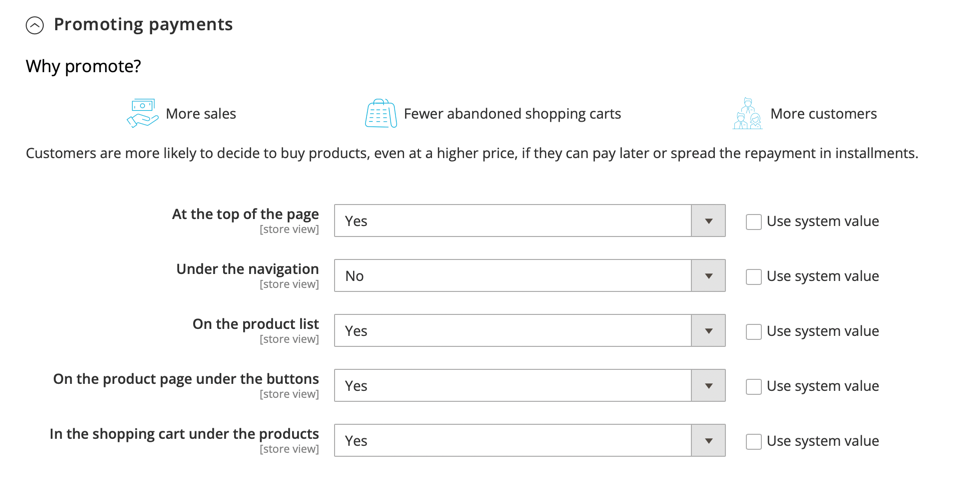 Promoting payments
Why promote?
More sales
Fewer abandoned shopping carts
More customers
Customers are more likely to decide to buy products, even at a higher price, if they can pay later or spread the repayment in installments.
At the top of the page
[store view]
Yes
Use system value
Under the navigation
[store view]
No
Use system value
On the product list
[store view]
Yes
Use system value
On the product page under the buttons
[store view]
Yes
Use system value
In the shopping cart under the products
[store view]
Yes
Use system value